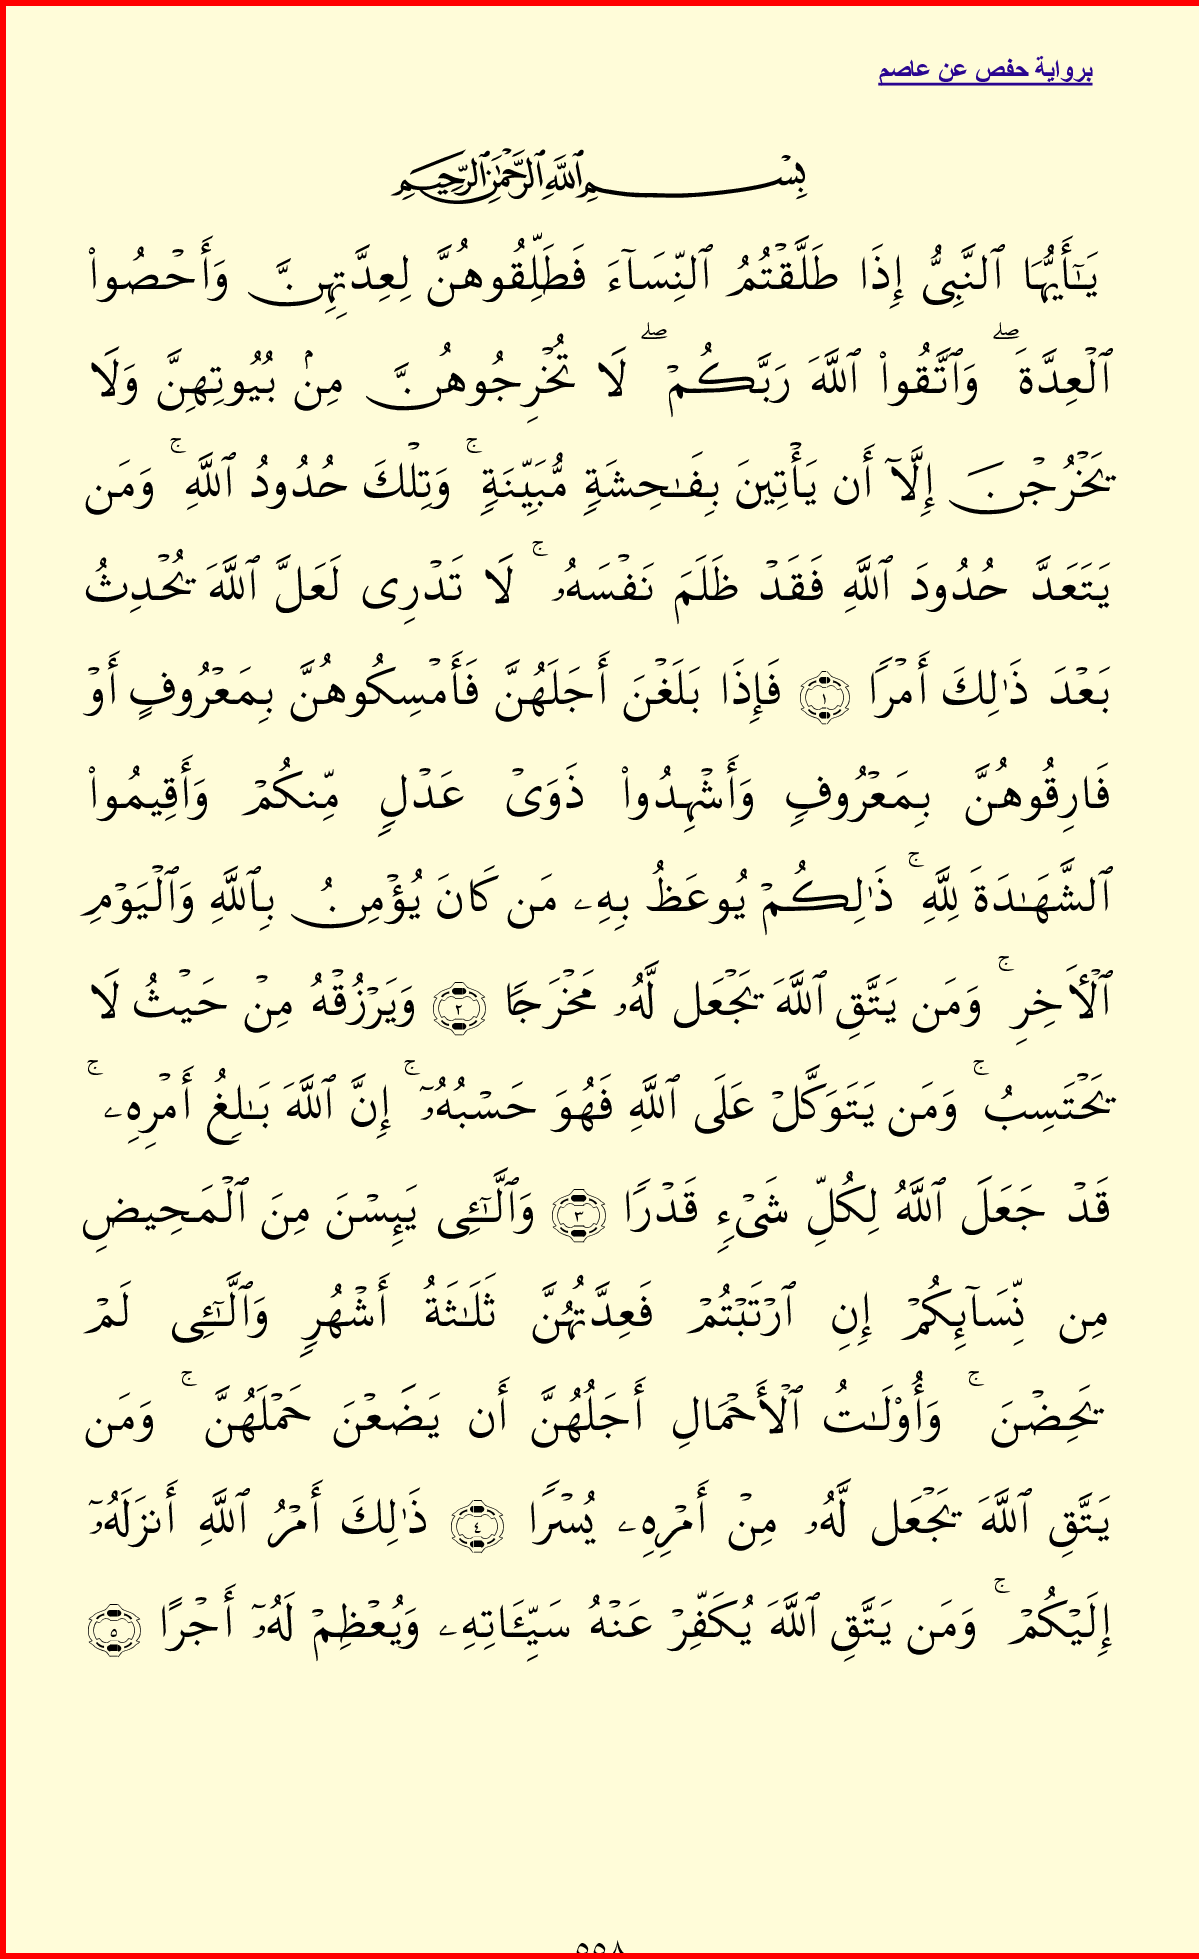 برواية حفص عن عاصم
بِسْمِ ٱللَّهِ ٱلرَّحْمَٰنِ ٱلرَّحِيمِ
يَٰٓأَيُّهَا ٱلنَّبِىُّ إِذَا طَلَّقْتُمُ ٱلنِّسَآءَ فَطَلِّقُوهُنَّ لِعِدَّتِهِنَّ وَأَحْصُوا۟
ٱلْعِدَّةَ ۖ وَٱتَّقُوا۟ ٱللَّهَ رَبَّكُمْ ۖ لَا تُخْرِجُوهُنَّ مِنۢ بُيُوتِهِنَّ وَلَا
يَخْرُجْنَ إِلَّآ أَن يَأْتِينَ بِفَٰحِشَةٍ مُّبَيِّنَةٍ ۚ وَتِلْكَ حُدُودُ ٱللَّهِ ۚ وَمَن
يَتَعَدَّ حُدُودَ ٱللَّهِ فَقَدْ ظَلَمَ نَفْسَهُۥ ۚ لَا تَدْرِى لَعَلَّ ٱللَّهَ يُحْدِثُ
بَعْدَ ذَٰلِكَ أَمْرًا ١ فَإِذَا بَلَغْنَ أَجَلَهُنَّ فَأَمْسِكُوهُنَّ بِمَعْرُوفٍ أَوْ
فَارِقُوهُنَّ بِمَعْرُوفٍ وَأَشْهِدُوا۟ ذَوَىْ عَدْلٍ مِّنكُمْ وَأَقِيمُوا۟
ٱلشَّهَٰدَةَ لِلَّهِ ۚ ذَٰلِكُمْ يُوعَظُ بِهِۦ مَن كَانَ يُؤْمِنُ بِٱللَّهِ وَٱلْيَوْمِ
ٱلْءَاخِرِ ۚ وَمَن يَتَّقِ ٱللَّهَ يَجْعَل لَّهُۥ مَخْرَجًا ٢ وَيَرْزُقْهُ مِنْ حَيْثُ لَا
يَحْتَسِبُ ۚ وَمَن يَتَوَكَّلْ عَلَى ٱللَّهِ فَهُوَ حَسْبُهُۥٓ ۚ إِنَّ ٱللَّهَ بَٰلِغُ أَمْرِهِۦ ۚ
قَدْ جَعَلَ ٱللَّهُ لِكُلِّ شَىْءٍ قَدْرًا ٣ وَٱلَّٰٓـِٔى يَئِسْنَ مِنَ ٱلْمَحِيضِ
مِن نِّسَآئِكُمْ إِنِ ٱرْتَبْتُمْ فَعِدَّتُهُنَّ ثَلَٰثَةُ أَشْهُرٍ وَٱلَّٰٓـِٔى لَمْ
يَحِضْنَ ۚ وَأُو۟لَٰتُ ٱلْأَحْمَالِ أَجَلُهُنَّ أَن يَضَعْنَ حَمْلَهُنَّ ۚ وَمَن
يَتَّقِ ٱللَّهَ يَجْعَل لَّهُۥ مِنْ أَمْرِهِۦ يُسْرًا ٤ ذَٰلِكَ أَمْرُ ٱللَّهِ أَنزَلَهُۥٓ
إِلَيْكُمْ ۚ وَمَن يَتَّقِ ٱللَّهَ يُكَفِّرْ عَنْهُ سَيِّـَٔاتِهِۦ وَيُعْظِمْ لَهُۥٓ أَجْرًا ٥
٥٥٨